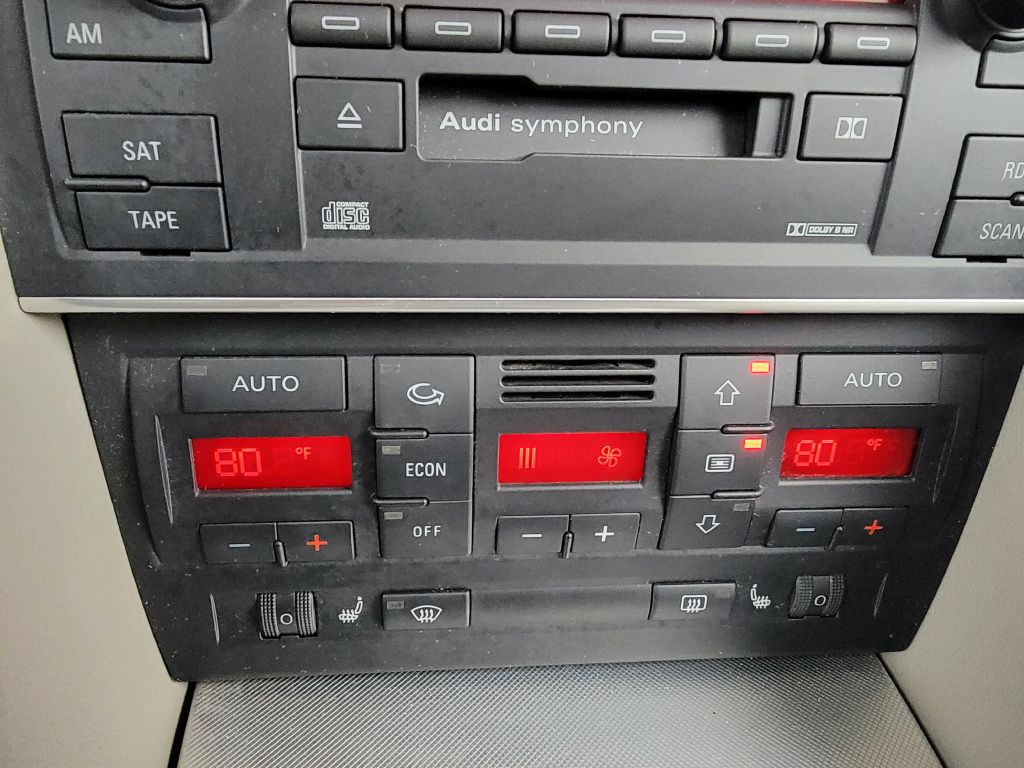 AM
Audi symphony
SAT
TAPE
COMPACT
disc
DIGITAL AUDIO
DOLBY B NR
RD
SCAN
AUTO
AUTO
80 °F
80 °F
ECON
OFF
− +
− +
− +
O
O